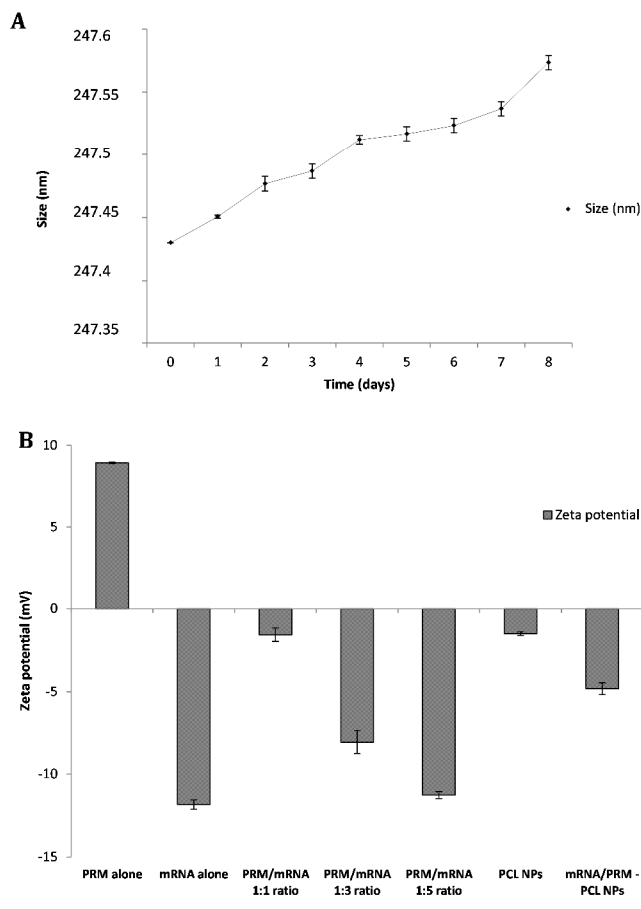 A
247.6
247.55
247.5
247.45
247.4
247.35
Size (nm)
Size (nm)
0 1 2 3 4 5 6 7 8
Time (days)
B
10
5
0
-5
-10
-15
Zeta potential (mV)
Zeta potential
PRM alone
mRNA alone
PRM/mRNA
1:1 ratio
PRM/mRNA
1:3 ratio
PRM/mRNA
1:5 ratio
PCL NPs
mRNA/PRM -
PCL NPs